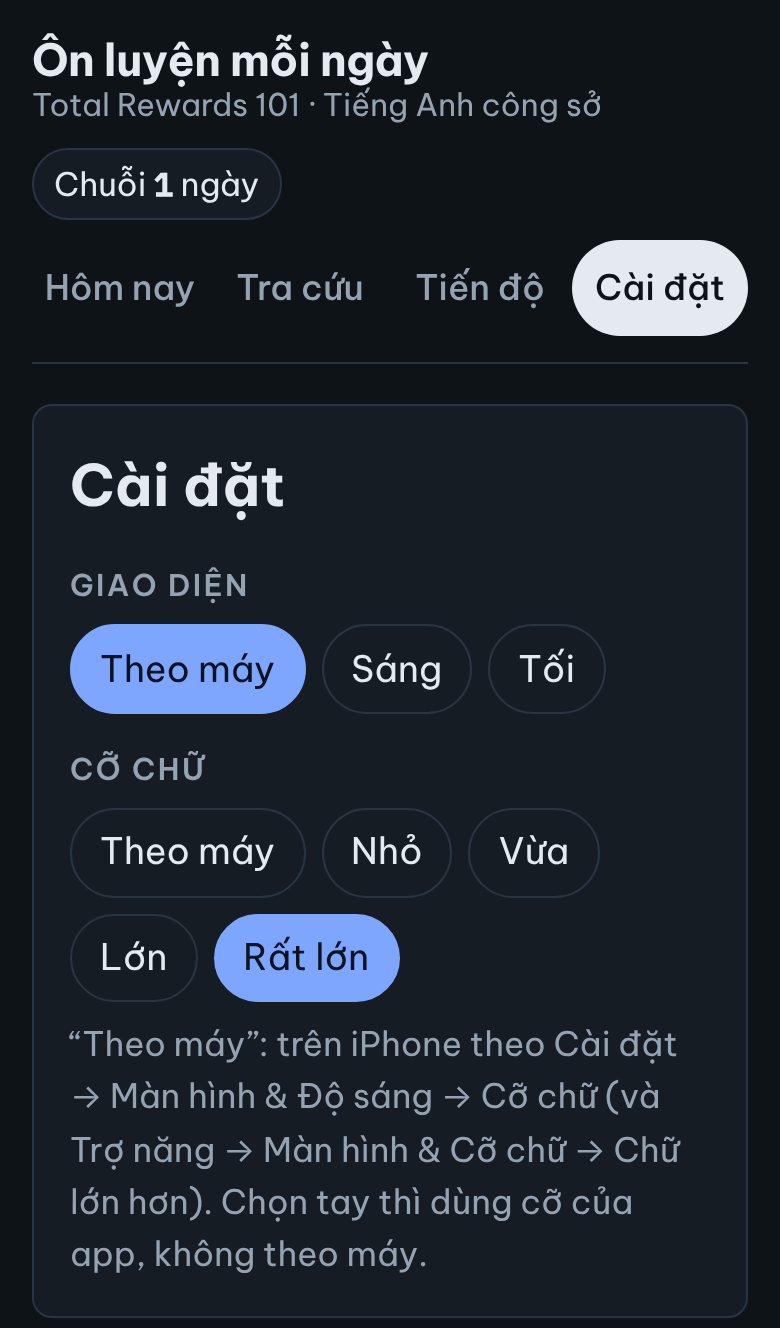 Ôn luyện mỗi ngày
Total Rewards 101 · Tiếng Anh công sở
Chuỗi 1 ngày
Hôm nay Tra cứu Tiến độ Cài đặt
Cài đặt
GIAO DIỆN
Theo máy Sáng Tối
CỠ CHỮ
Theo máy Nhỏ Vừa
Lớn Rất lớn
“Theo máy”: trên iPhone theo Cài đặt
→ Màn hình & Độ sáng → Cỡ chữ (và
Trợ năng → Màn hình & Cỡ chữ → Chữ
lớn hơn). Chọn tay thì dùng cỡ của
app, không theo máy.